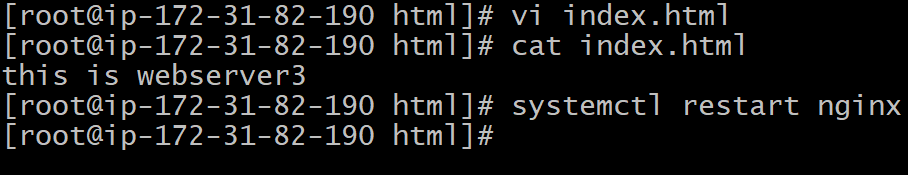 [root@ip-172-31-82-190 html]# vi index.html
[root@ip-172-31-82-190 html]# cat index.html
this is webserver3
[root@ip-172-31-82-190 html]# systemctl restart nginx
[root@ip-172-31-82-190 html]#